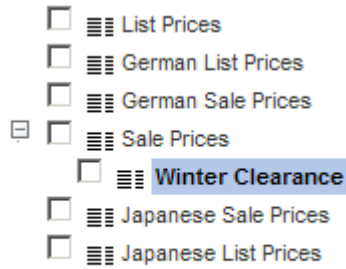 List Prices
German List Prices
German Sale Prices
Sale Prices
Winter Clearance
Japanese Sale Prices
Japanese List Prices